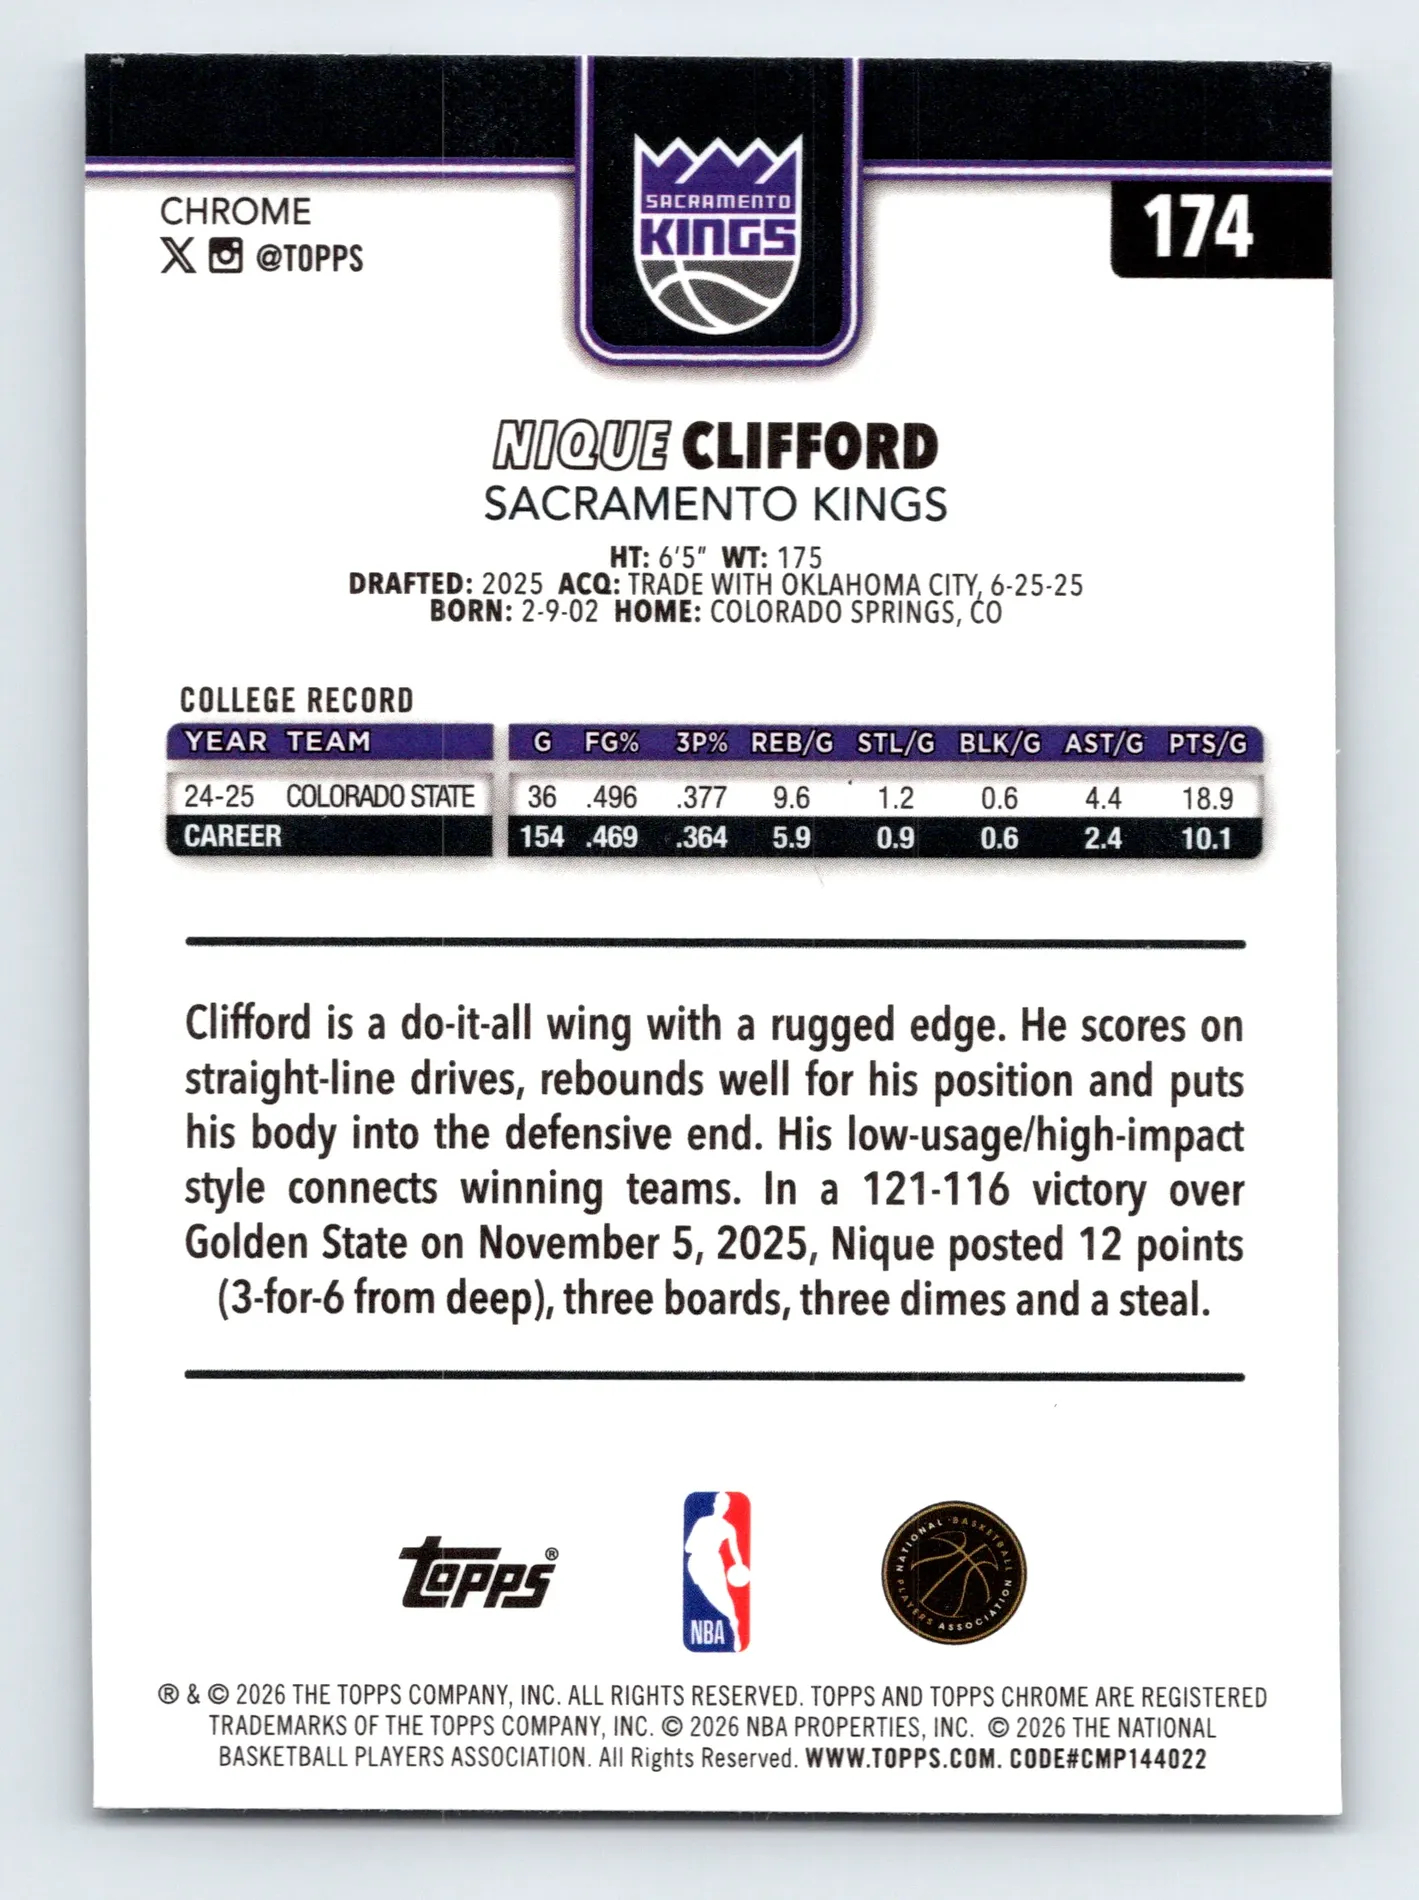 SACRAMENTO
KINGS
CHROME
174
X @TOPPS
NIQUE CLIFFORD
SACRAMENTO KINGS
HT: 6'5" WT: 175
DRAFTED: 2025 ACQ: TRADE WITH OKLAHOMA CITY, 6-25-25
BORN: 2-9-02 HOME: COLORADO SPRINGS, CO
COLLEGE RECORD
YEAR TEAM G FG% 3P% REB/G STL/G BLK/G AST/G PTS/G
24-25 COLORADO STATE 36 .496 .377 9.6 1.2 0.6 4.4 18.9
CAREER 154 .469 .364 5.9 0.9 0.6 2.4 10.1
Clifford is a do-it-all wing with a rugged edge. He scores on
straight-line drives, rebounds well for his position and puts
his body into the defensive end. His low-usage/high-impact
style connects winning teams. In a 121-116 victory over
Golden State on November 5, 2025, Nique posted 12 points
(3-for-6 from deep), three boards, three dimes and a steal.
Topps®
NBA
NATIONAL BASKETBALL PLAYERS ASSOCIATION
® & © 2026 THE TOPPS COMPANY, INC. ALL RIGHTS RESERVED. TOPPS AND TOPPS CHROME ARE REGISTERED
TRADEMARKS OF THE TOPPS COMPANY, INC. © 2026 NBA PROPERTIES, INC. © 2026 THE NATIONAL
BASKETBALL PLAYERS ASSOCIATION. All Rights Reserved. WWW.TOPPS.COM. CODE#CMP144022